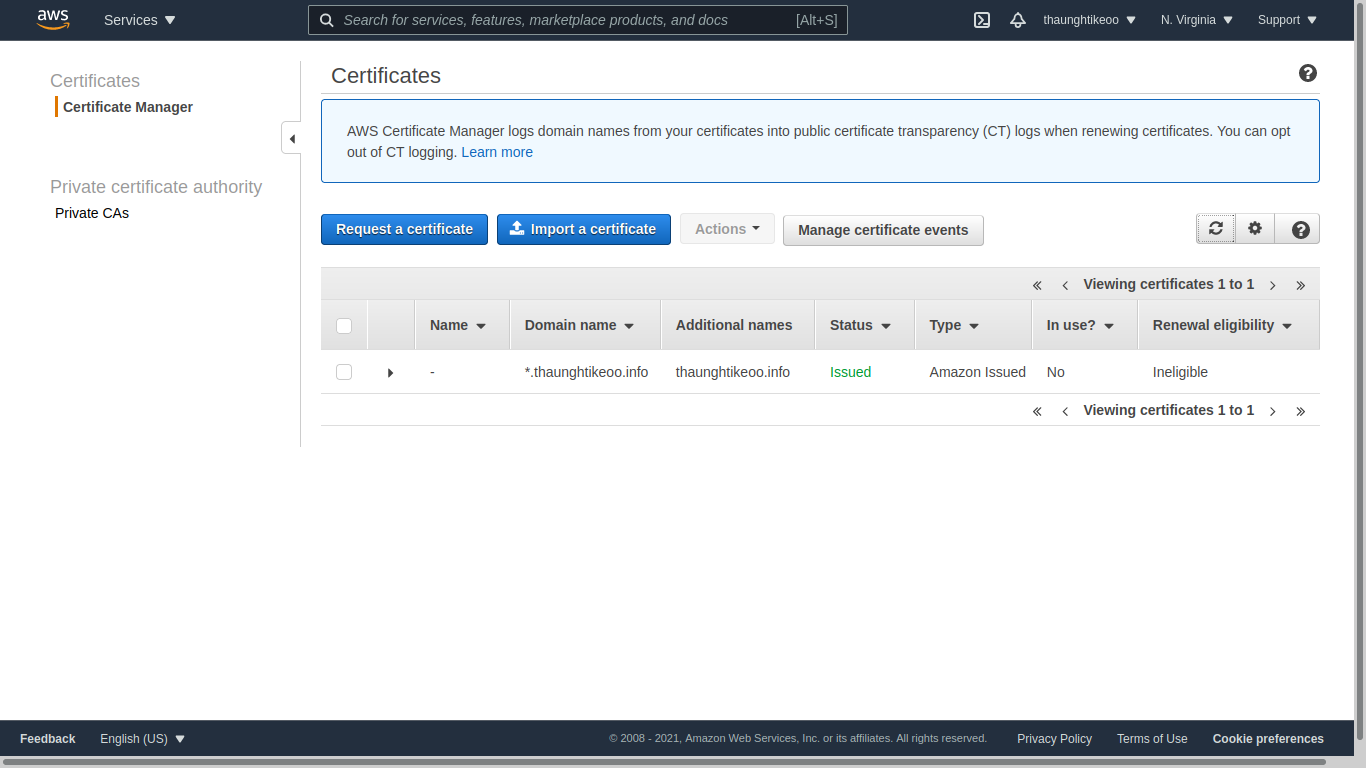 aws Services Search for services, features, marketplace products, and docs [Alt+S] thaunghtikeoo N. Virginia Support
Certificates
Certificate Manager
Private certificate authority
Private CAs
Certificates
AWS Certificate Manager logs domain names from your certificates into public certificate transparency (CT) logs when renewing certificates. You can opt
out of CT logging. Learn more
Request a certificate Import a certificate Actions Manage certificate events
« ‹ Viewing certificates 1 to 1 › »
Name Domain name Additional names Status Type In use? Renewal eligibility
- *.thaunghtikeoo.info thaunghtikeoo.info Issued Amazon Issued No Ineligible
« ‹ Viewing certificates 1 to 1 › »
Feedback English (US) © 2008 - 2021, Amazon Web Services, Inc. or its affiliates. All rights reserved. Privacy Policy Terms of Use Cookie preferences